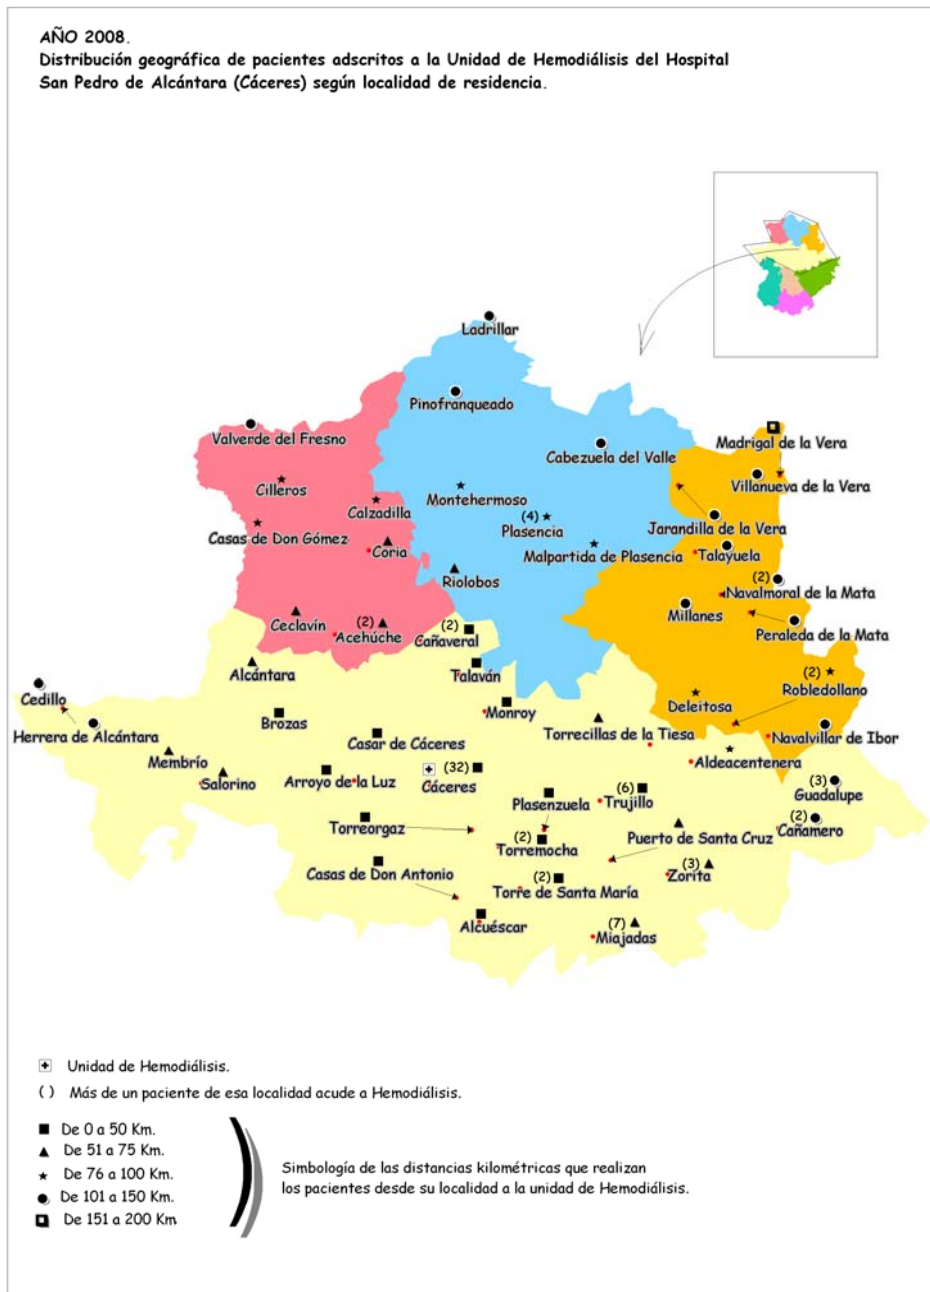 AÑO 2008.
Distribución geográfica de pacientes adscritos a la Unidad de Hemodiálisis del Hospital
San Pedro de Alcántara (Cáceres) según localidad de residencia.
Ladrillar
Pinofranqueado
Valverde del Fresno
Madrigal de la Vera
Cabezuela del Valle
Villanueva de la Vera
Cilleros
Montehermoso
Calzadilla
(4)
Plasencia
Jarandilla de la Vera
Casas de Don Gómez
Coria
Malpartida de Plasencia
Talayuela
Riolobos
(2) Navalmoral de la Mata
Millanes
Ceclavín
(2)
Acehúche
(2)
Cañaveral
Peraleda de la Mata
Alcántara
Talaván
(2)
Robledollano
Cedillo
Deleitosa
Monroy
Brozas
Herrera de Alcántara
Casar de Cáceres
Torrecillas de la Tiesa
Navalvillar de Ibor
Membrío
Salorino
Arroyo de la Luz
(32)
Cáceres
Aldeacentenera
(3)
Guadalupe
Plasenzuela
(6)
Trujillo
(2)
Cañamero
Torreorgaz
Puerto de Santa Cruz
(2)
Torremocha
Casas de Don Antonio
(3)
Zorita
(2)
Torre de Santa María
Alcuéscar
(7)
Miajadas
Unidad de Hemodiálisis.
( ) Más de un paciente de esa localidad acude a Hemodiálisis.
De 0 a 50 Km.
De 51 a 75 Km.
De 76 a 100 Km.
De 101 a 150 Km.
De 151 a 200 Km.
Simbología de las distancias kilométricas que realizan
los pacientes desde su localidad a la unidad de Hemodiálisis.